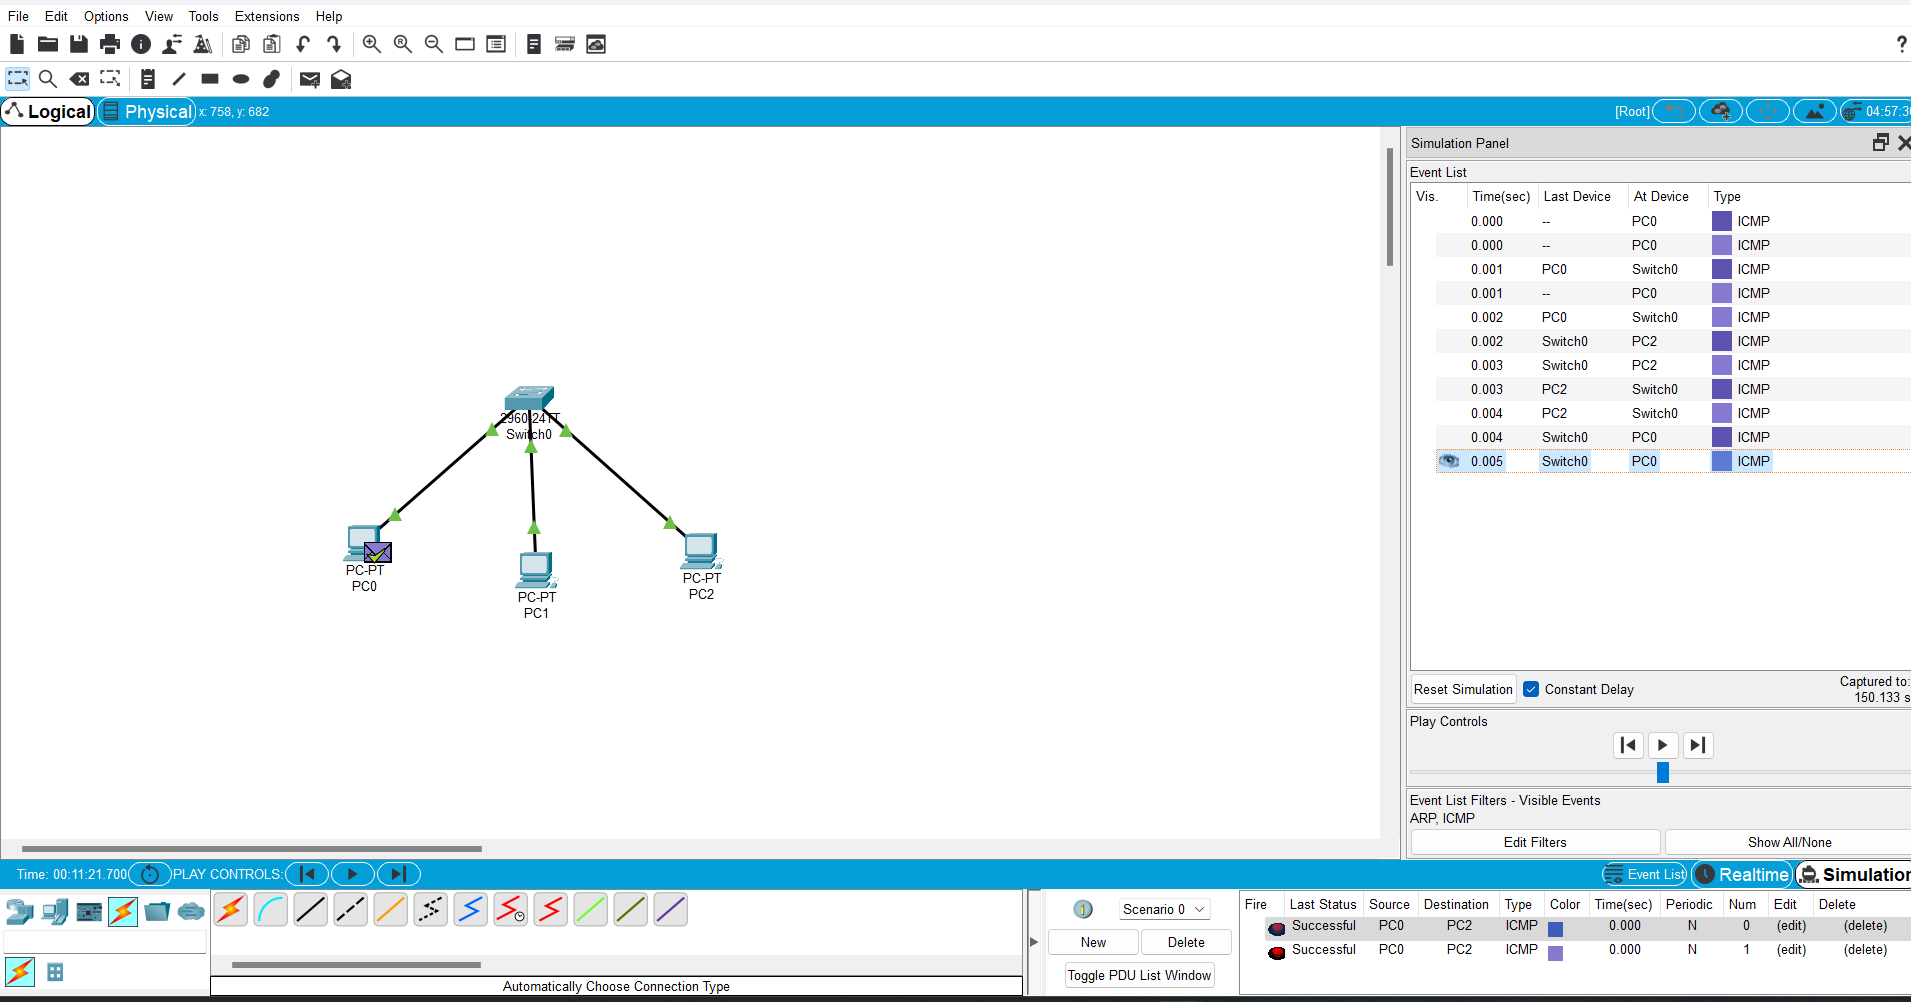 File Edit Options View Tools Extensions Help
?
Logical Physical x: 758, y: 682 [Root] 04:57:3
Simulation Panel
Event List
Vis. Time(sec) Last Device At Device Type
0.000 -- PC0 ICMP
0.000 -- PC0 ICMP
0.001 PC0 Switch0 ICMP
0.001 -- PC0 ICMP
0.002 PC0 Switch0 ICMP
0.002 Switch0 PC2 ICMP
0.003 Switch0 PC2 ICMP
0.003 PC2 Switch0 ICMP
0.004 PC2 Switch0 ICMP
0.004 Switch0 PC0 ICMP
0.005 Switch0 PC0 ICMP
2960-24TT
Switch0
PC-PT
PC0
PC-PT
PC1
PC-PT
PC2
Reset Simulation Constant Delay Captured to:
150.133 s
Play Controls
Event List Filters - Visible Events
ARP, ICMP
Edit Filters Show All/None
Time: 00:11:21.700 PLAY CONTROLS: Event List Realtime Simulation
Scenario 0
New Delete
Toggle PDU List Window
Fire Last Status Source Destination Type Color Time(sec) Periodic Num Edit Delete
Successful PC0 PC2 ICMP 0.000 N 0 (edit) (delete)
Successful PC0 PC2 ICMP 0.000 N 1 (edit) (delete)
Automatically Choose Connection Type